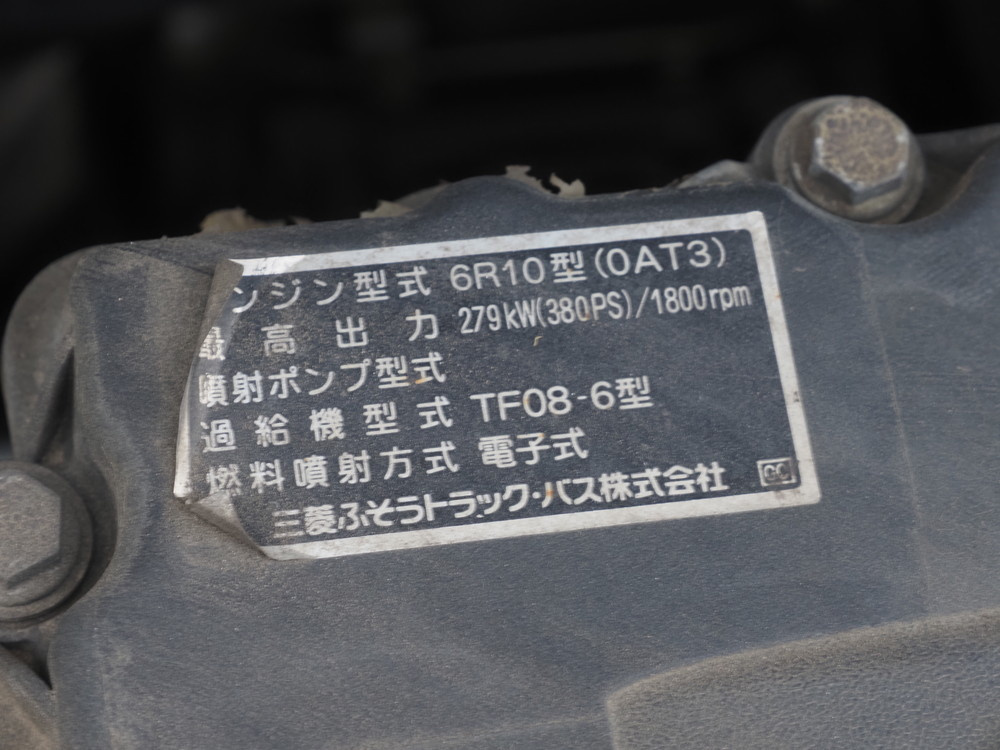 ンジン型式 6R10型(0AT3)
最高出力 279kW(380PS)/1800rpm
噴射ポンプ型式
過給機型式 TF08-6型
燃料噴射方式 電子式
三菱ふそうトラック・バス株式会社